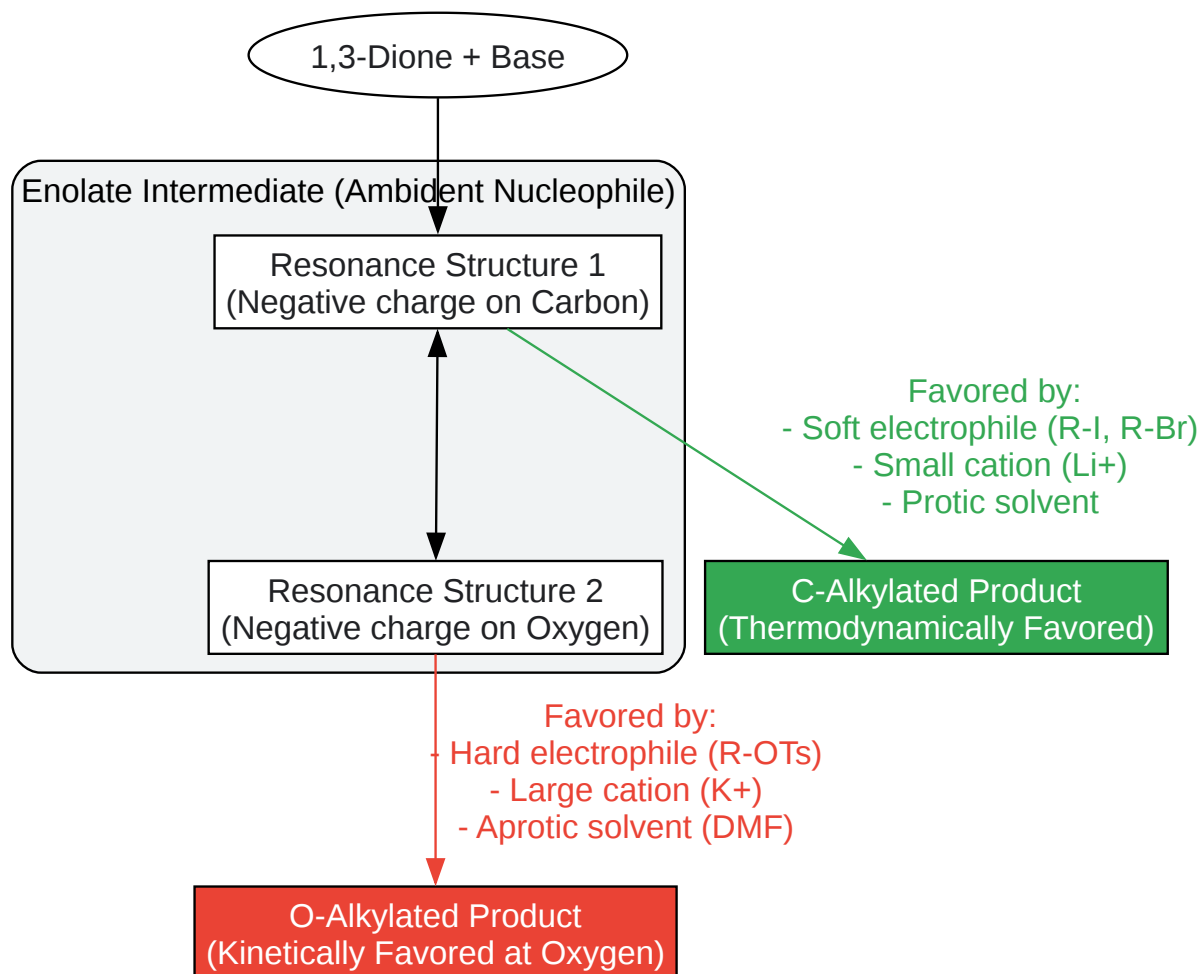 1,3-Dione + Base
Enolate Intermediate (Ambident Nucleophile)
Resonance Structure 1
(Negative charge on Carbon)
Favored by:
- Soft electrophile (R-I, R-Br)
- Small cation (Li+)
- Protic solvent
Resonance Structure 2
(Negative charge on Oxygen)
C-Alkylated Product
(Thermodynamically Favored)
Favored by:
- Hard electrophile (R-OTs)
- Large cation (K+)
- Aprotic solvent (DMF)
O-Alkylated Product
(Kinetically Favored at Oxygen)